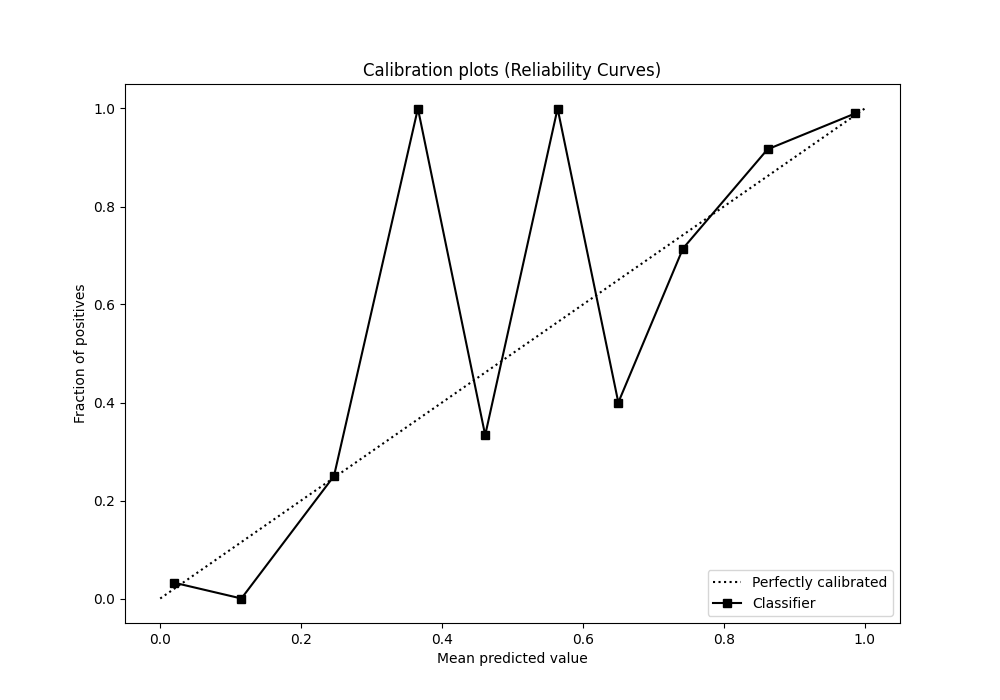 Calibration plots (Reliability Curves)
1.0
0.8
0.6
0.4
0.2
0.0
Fraction of positives
0.0 0.2 0.4 0.6 0.8 1.0
Mean predicted value
Perfectly calibrated
Classifier